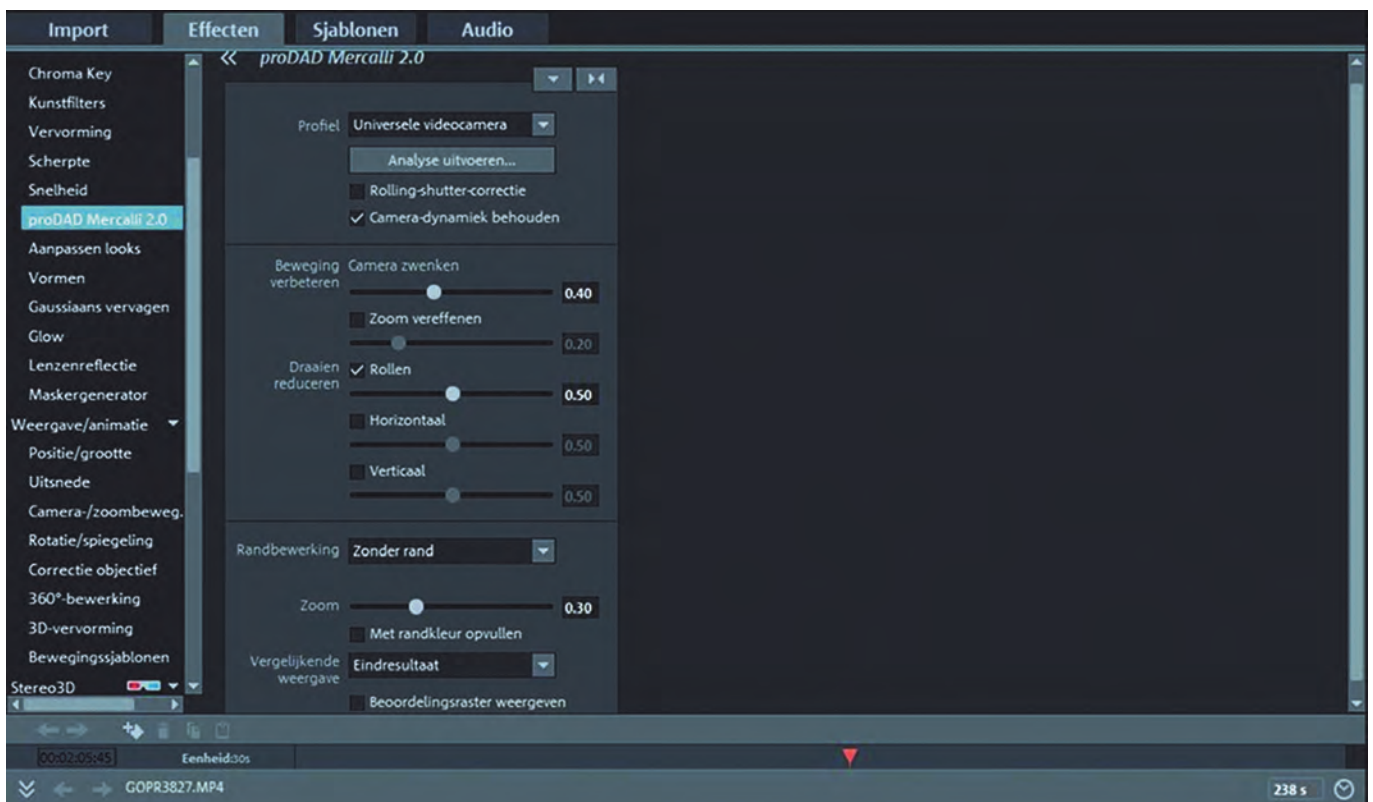 Import Effecten Sjablonen Audio
Chroma Key
Kunstfilters
Vervorming
Scherpte
Snelheid
proDAD Mercalli 2.0
Aanpassen looks
Vormen
Gaussiaans vervagen
Glow
Lenzenreflectie
Maskergenerator
Weergave/animatie
Positie/grootte
Uitsnede
Camera-/zoombeweg.
Rotatie/spiegeling
Correctie objectief
360°-bewerking
3D-vervorming
Bewegingssjablonen
Stereo3D
proDAD Mercalli 2.0
Profiel Universele videocamera
Analyse uitvoeren...
Rolling-shutter-correctie
Camera-dynamiek behouden
Beweging Camera zwenken
verbeteren
0.40
Zoom vereffenen
0.20
Draaien Rollen
reduceren
0.50
Horizontaal
0.50
Verticaal
0.50
Randbewerking Zonder rand
Zoom 0.30
Met randkleur opvullen
Vergelijkende Eindresultaat
weergave
Beoordelingsraster weergeven
00:02:05:45 Eenheid:30s
GOPR3827.MP4 238 s